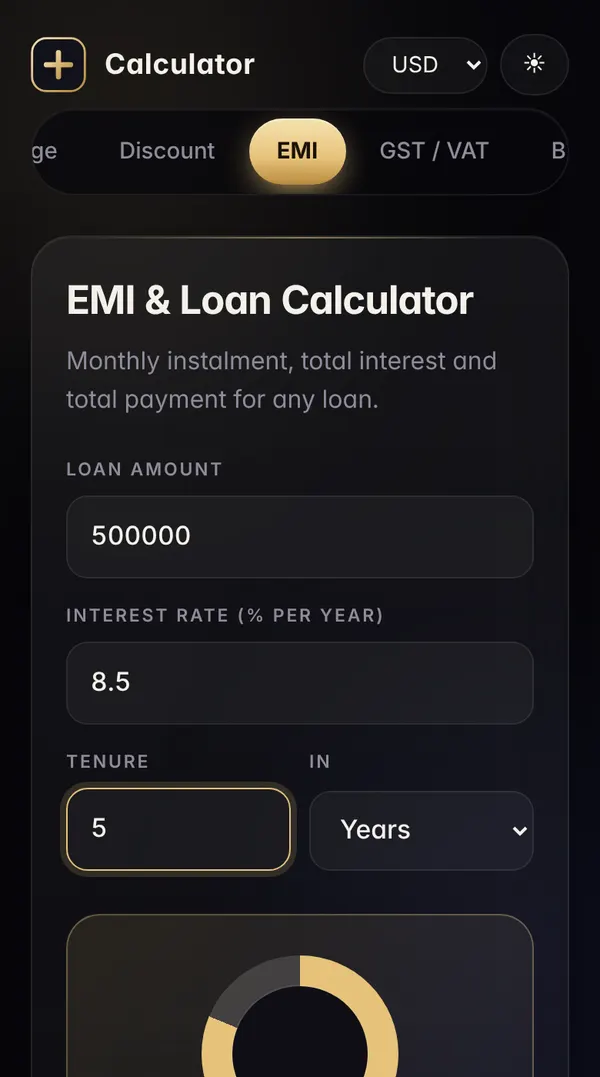 Calculator
USD
ge
Discount
EMI
GST / VAT
B
EMI & Loan Calculator
Monthly instalment, total interest and
total payment for any loan.
LOAN AMOUNT
500000
INTEREST RATE (% PER YEAR)
8.5
TENURE
IN
5
Years